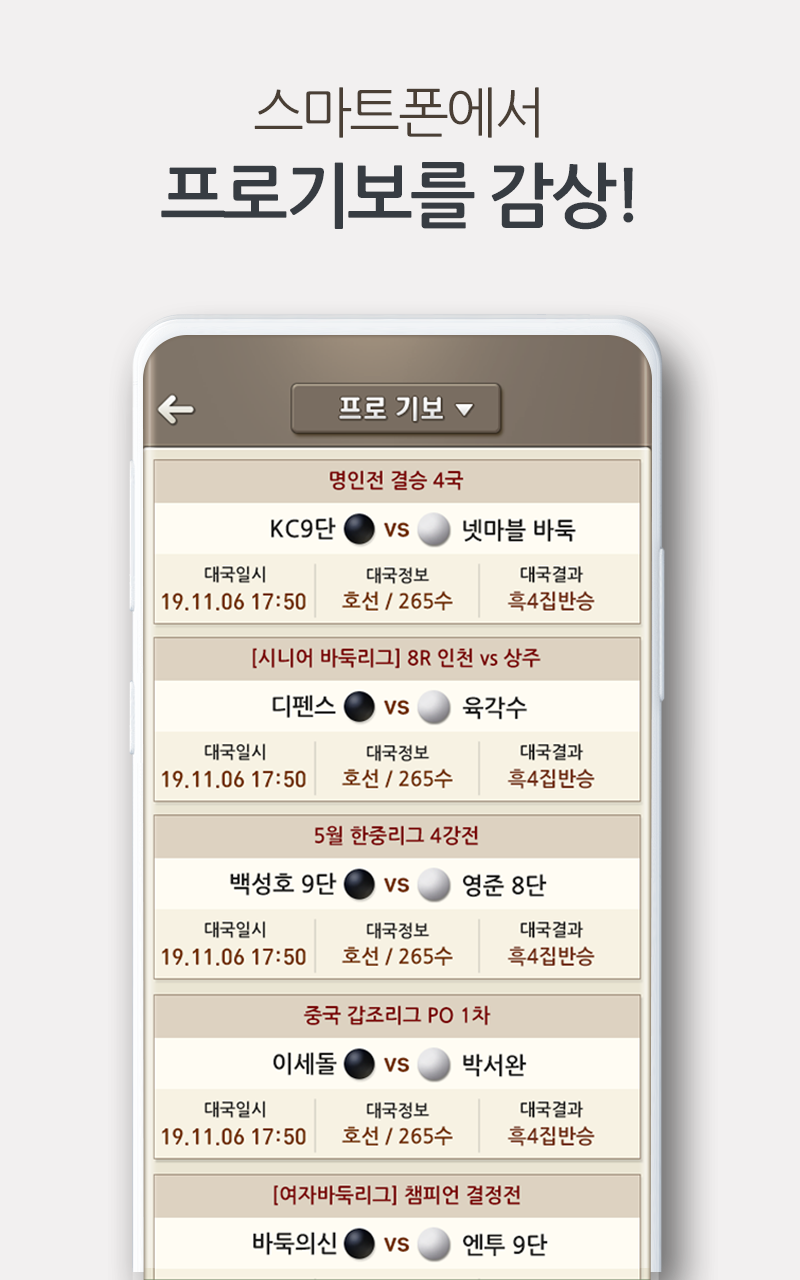 스마트폰에서
프로기보를 감상!
프로 기보
명인전 결승 4국
KC9단 vs 넷마블 바둑
대국일시 대국정보 대국결과
19.11.06 17:50 호선 / 265수 흑4집반승
[시니어 바둑리그] 8R 인천 vs 상주
디펜스 vs 육각수
대국일시 대국정보 대국결과
19.11.06 17:50 호선 / 265수 흑4집반승
5월 한중리그 4강전
백성호 9단 vs 영준 8단
대국일시 대국정보 대국결과
19.11.06 17:50 호선 / 265수 흑4집반승
중국 갑조리그 PO 1차
이세돌 vs 박서완
대국일시 대국정보 대국결과
19.11.06 17:50 호선 / 265수 흑4집반승
[여자바둑리그] 챔피언 결정전
바둑의신 vs 엔투 9단